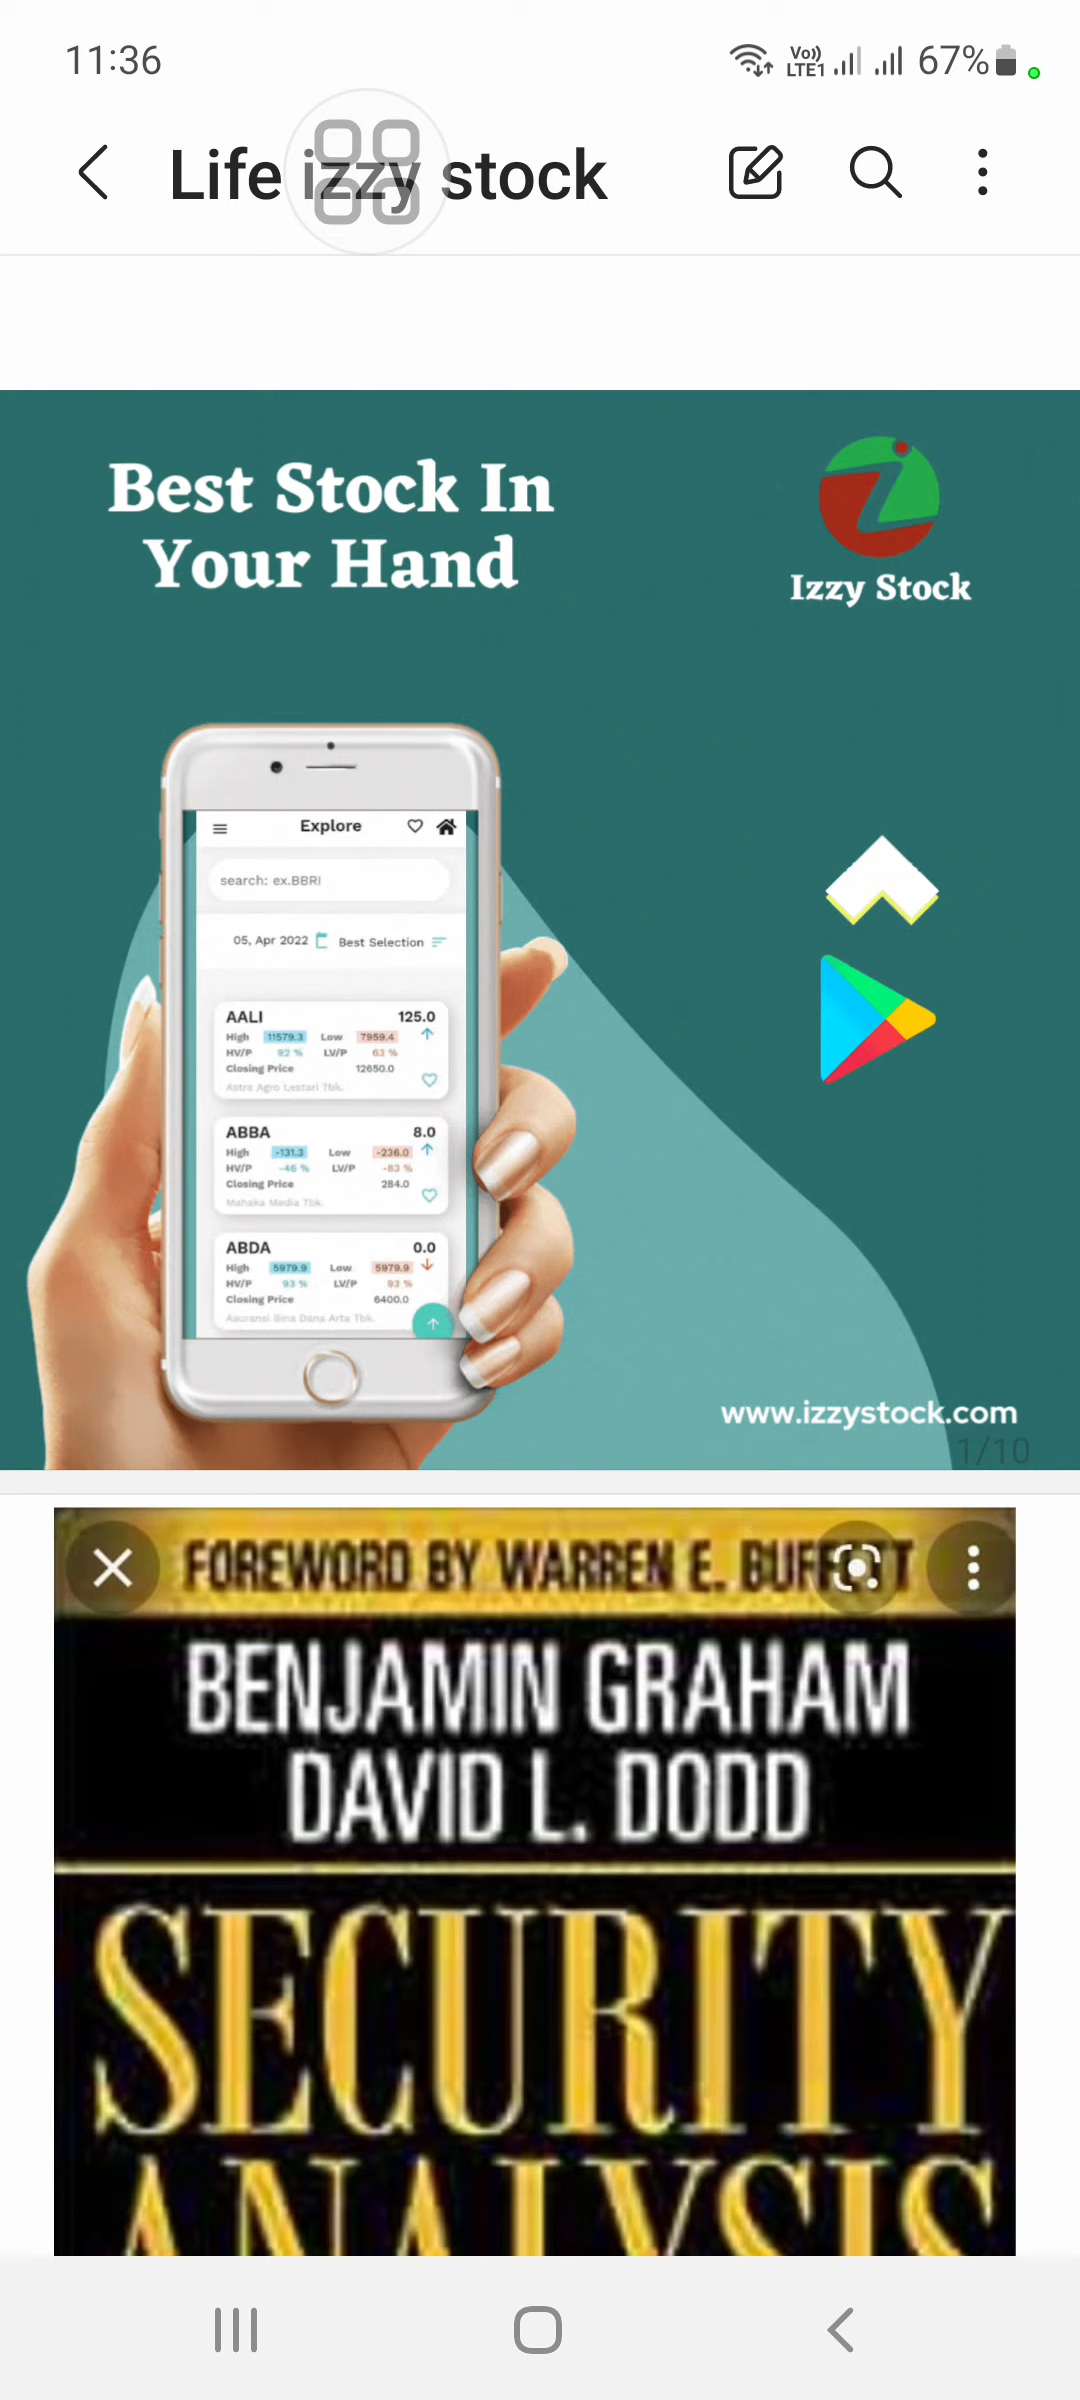 11:36
Vo))
LTE1
67%
Life izzy stock
Best Stock In
Your Hand
Izzy Stock
Explore
search: ex.BBRI
05, Apr 2022 Best Selection
AALI 125.0
High 11579.3 Low 7959.4
HV/P 92 % LV/P 63 %
Closing Price 12650.0
Astra Agro Lestari Tbk.
ABBA 8.0
High -131.3 Low -236.0
HV/P -46 % LV/P -83 %
Closing Price 284.0
Mahaka Media Tbk.
ABDA 0.0
High 5979.9 Low 5979.9
HV/P 93 % LV/P 93 %
Closing Price 6400.0
Asuransi Bina Dana Arta Tbk.
www.izzystock.com
1/10
FOREWORD BY WARREN E. BUFFETT
BENJAMIN GRAHAM
DAVID L. DODD
SECURITY
ANALYSIS